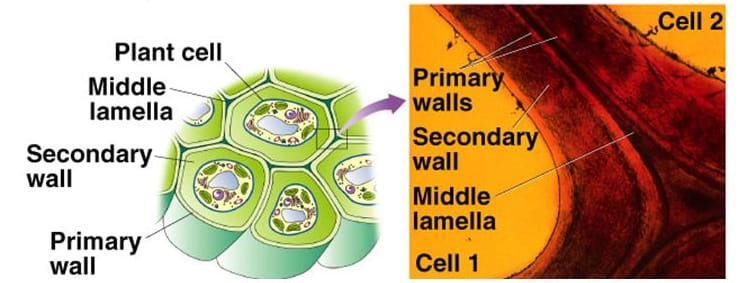 Plant cell
Middle
lamella
Secondary
wall
Primary
wall
Cell 2
Primary
walls
Secondary
wall
Middle
lamella
Cell 1